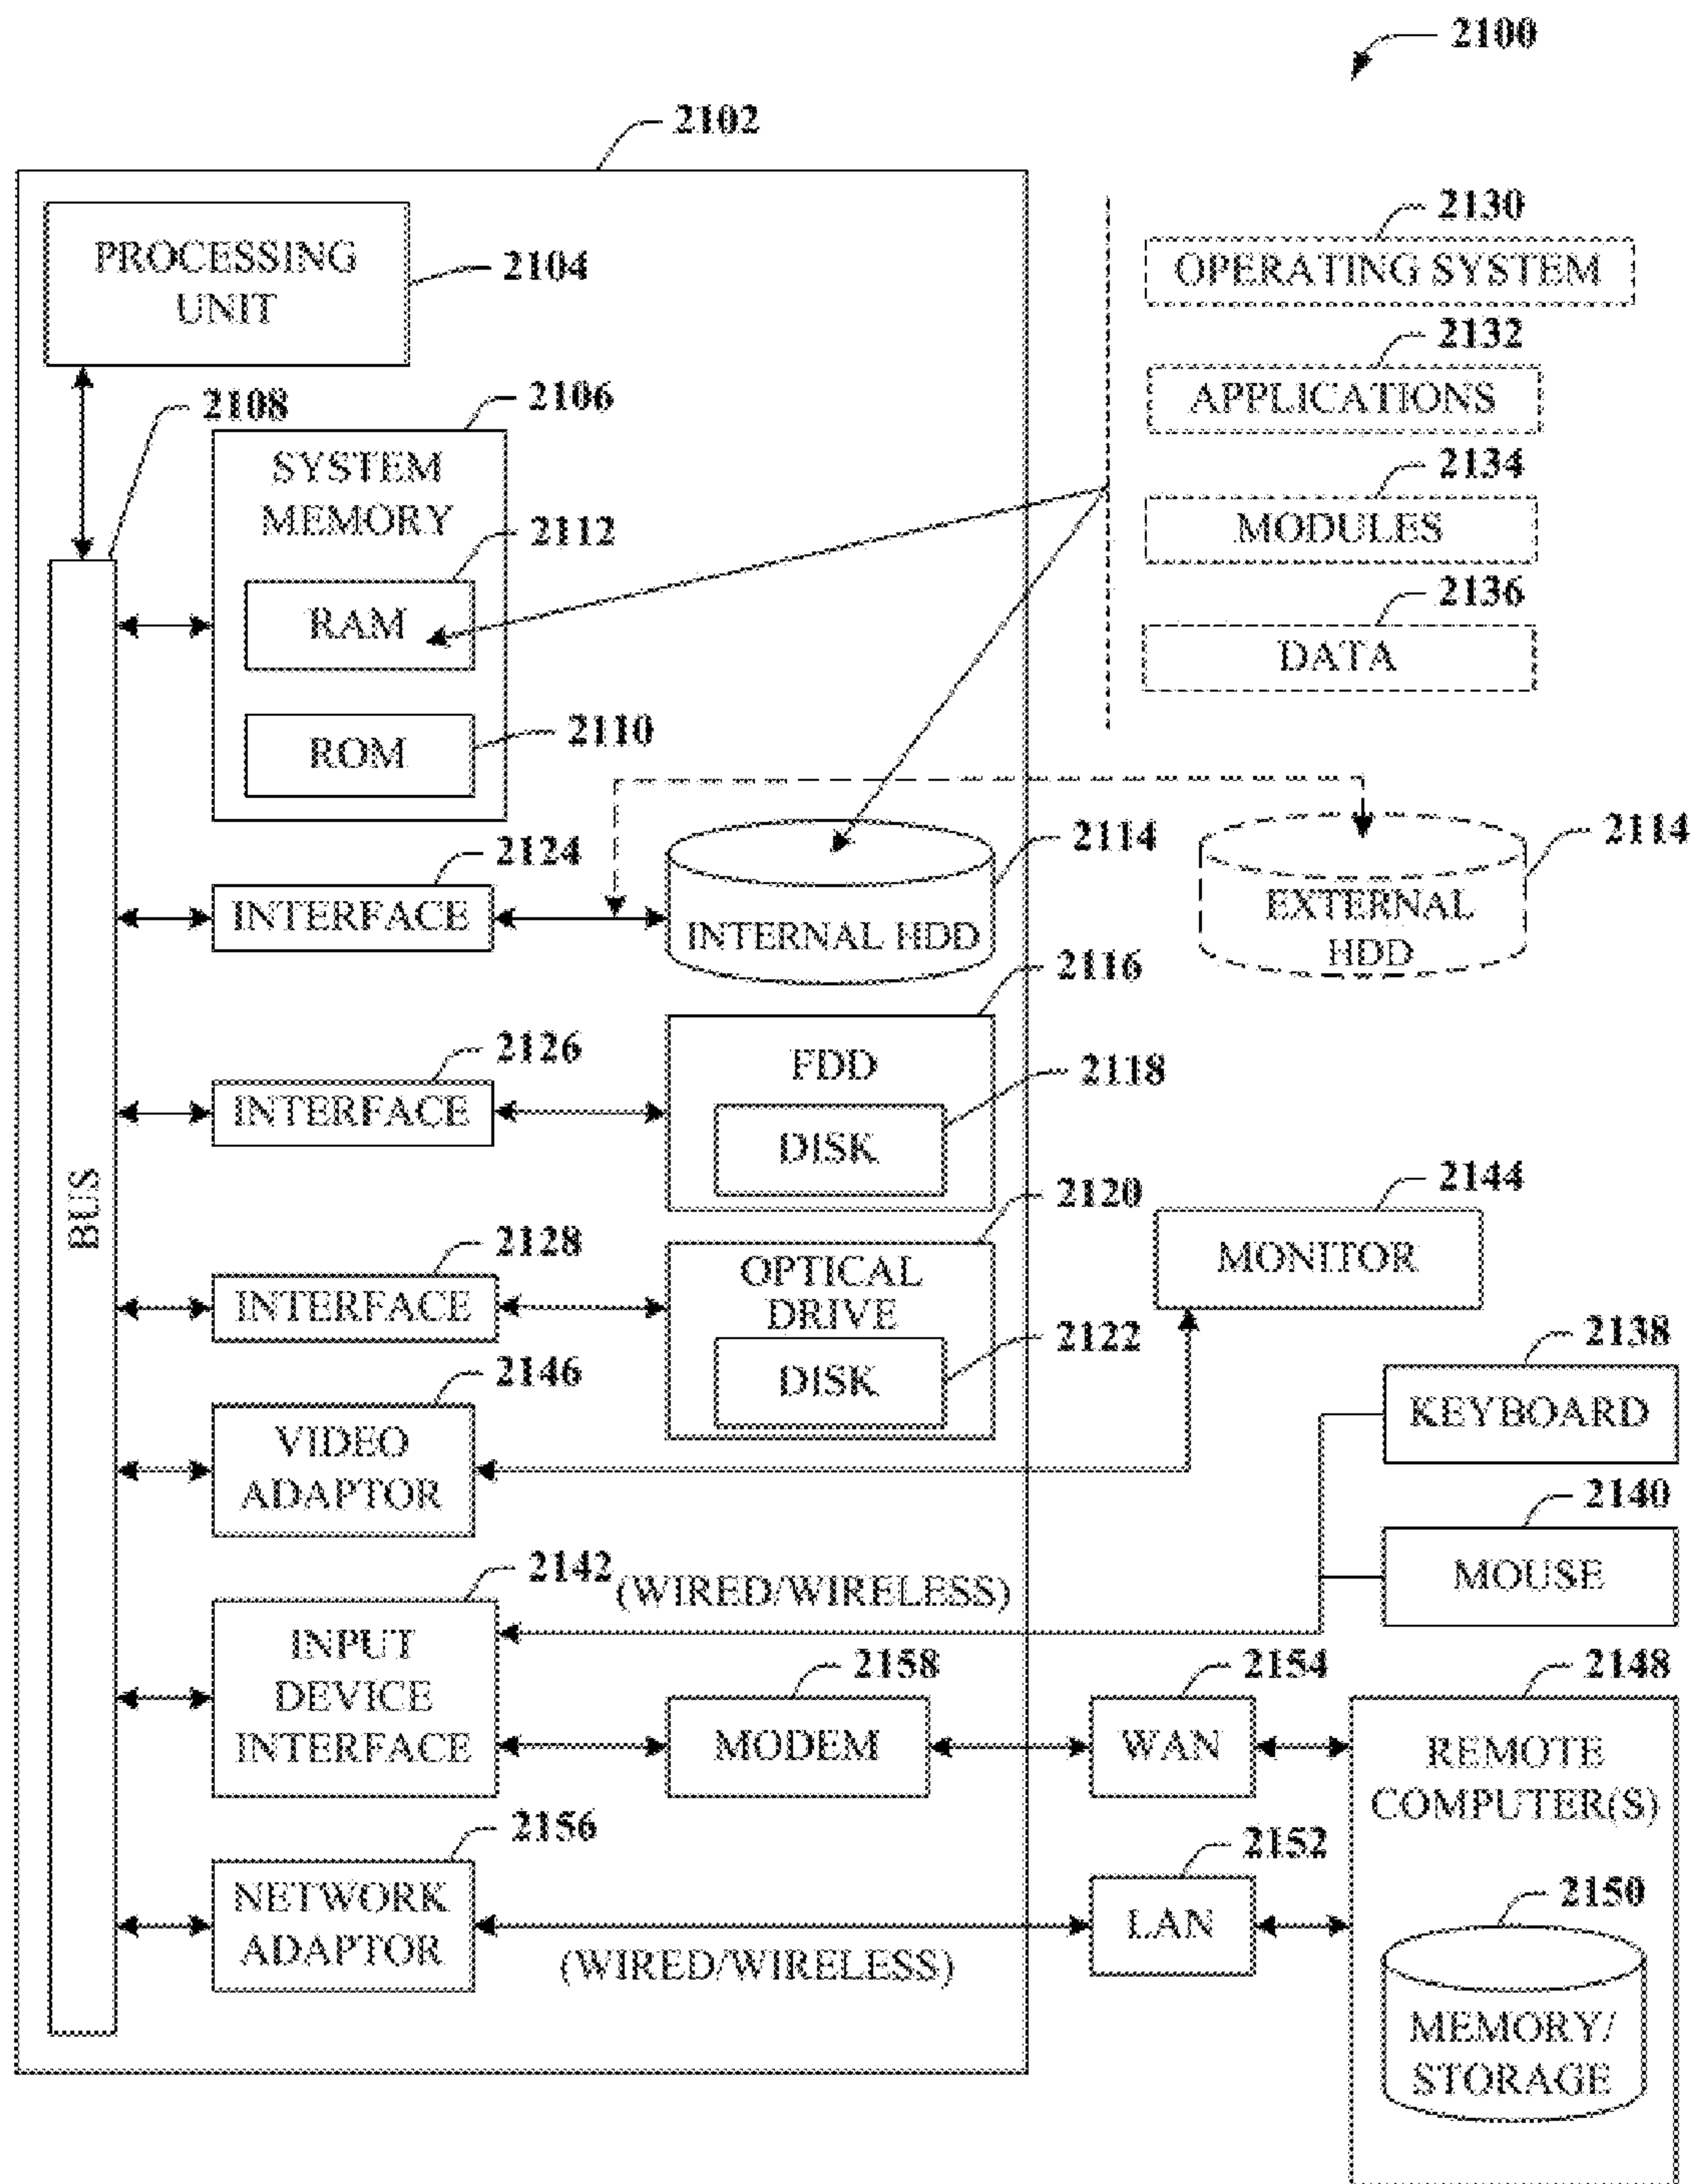 2100
2102
PROCESSING
UNIT
2104
2130
OPERATING SYSTEM
2132
APPLICATIONS
2134
MODULES
2136
DATA
2108
2106
SYSTEM
MEMORY
2112
RAM
2110
ROM
2124
INTERFACE
2114
INTERNAL HDD
2114
EXTERNAL
HDD
2126
INTERFACE
2116
FDD
2118
DISK
BUS
2128
INTERFACE
2120
OPTICAL
DRIVE
2122
DISK
2144
MONITOR
2146
VIDEO
ADAPTOR
2138
KEYBOARD
2140
MOUSE
2142
(WIRED/WIRELESS)
INPUT
DEVICE
INTERFACE
2158
MODEM
2154
WAN
2148
REMOTE
COMPUTER(S)
2156
NETWORK
ADAPTOR
(WIRED/WIRELESS)
2152
LAN
2150
MEMORY/
STORAGE